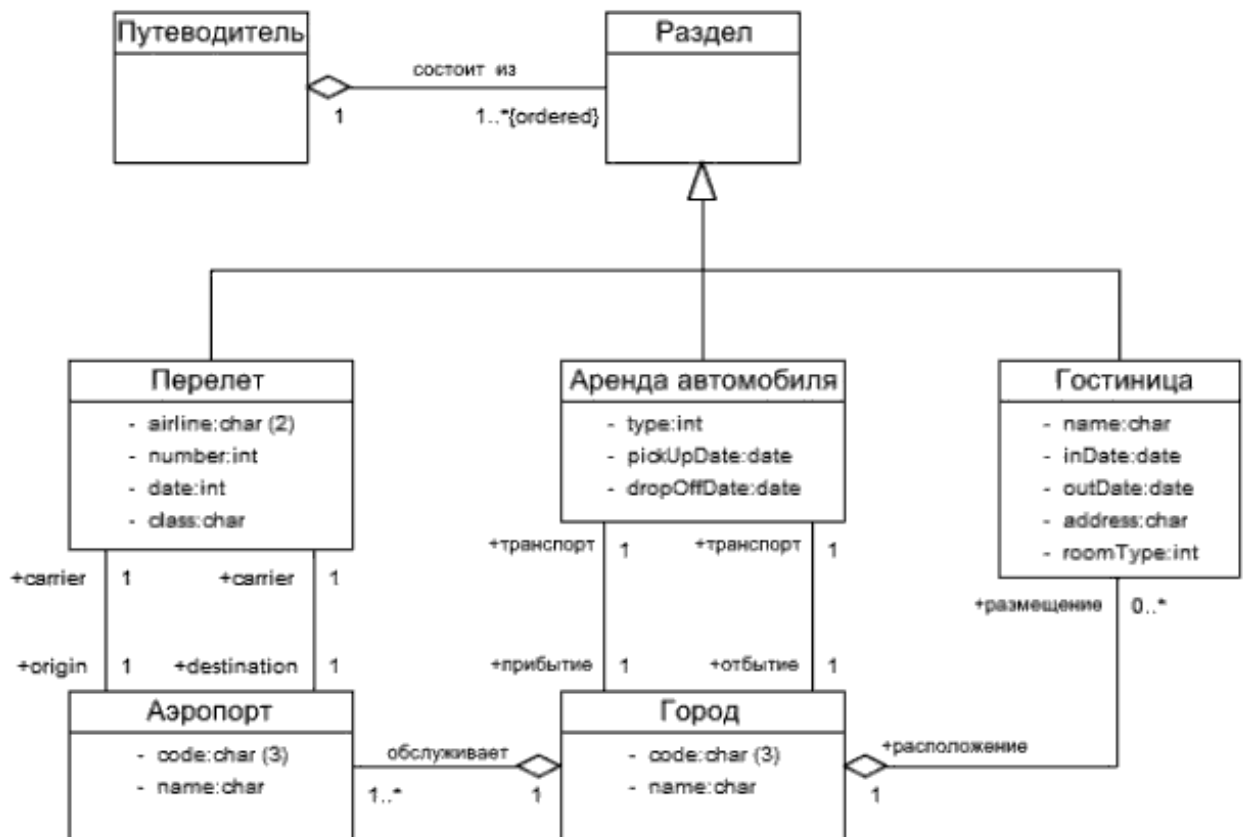 Путеводитель
Раздел
состоит из
1
1..*{ordered}
Перелет
- airline:char (2)
- number:int
- date:int
- class:char
Аренда автомобиля
- type:int
- pickUpDate:date
- dropOffDate:date
Гостиница
- name:char
- inDate:date
- outDate:date
- address:char
- roomType:int
+carrier 1 +carrier 1
+транспорт 1 +транспорт 1
+размещение 0..*
+origin 1 +destination 1
+прибытие 1 +отбытие 1
Аэропорт
- code:char (3)
- name:char
обслуживает
1..* 1
Город
- code:char (3)
- name:char
+расположение
1